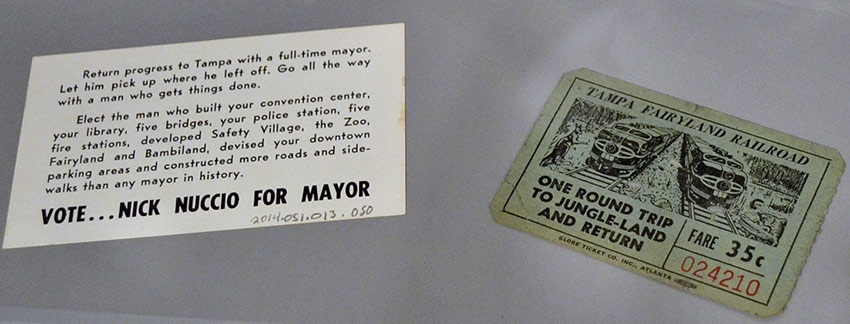 Return progress to Tampa with a full-time mayor.
Let him pick up where he left off. Go all the way
with a man who gets things done.
Elect the man who built your convention center,
your library, five bridges, your police station, five
fire stations, developed Safety Village, the Zoo,
Fairyland and Bambiland, devised your downtown
parking areas and constructed more roads and side-
walks than any mayor in history.
VOTE...NICK NUCCIO FOR MAYOR
2014.051.013.050
TAMPA FAIRYLAND RAILROAD
ONE ROUND TRIP
TO JUNGLE-LAND
AND RETURN
FARE 35c
024210
GLOBE TICKET CO. INC., ATLANTA